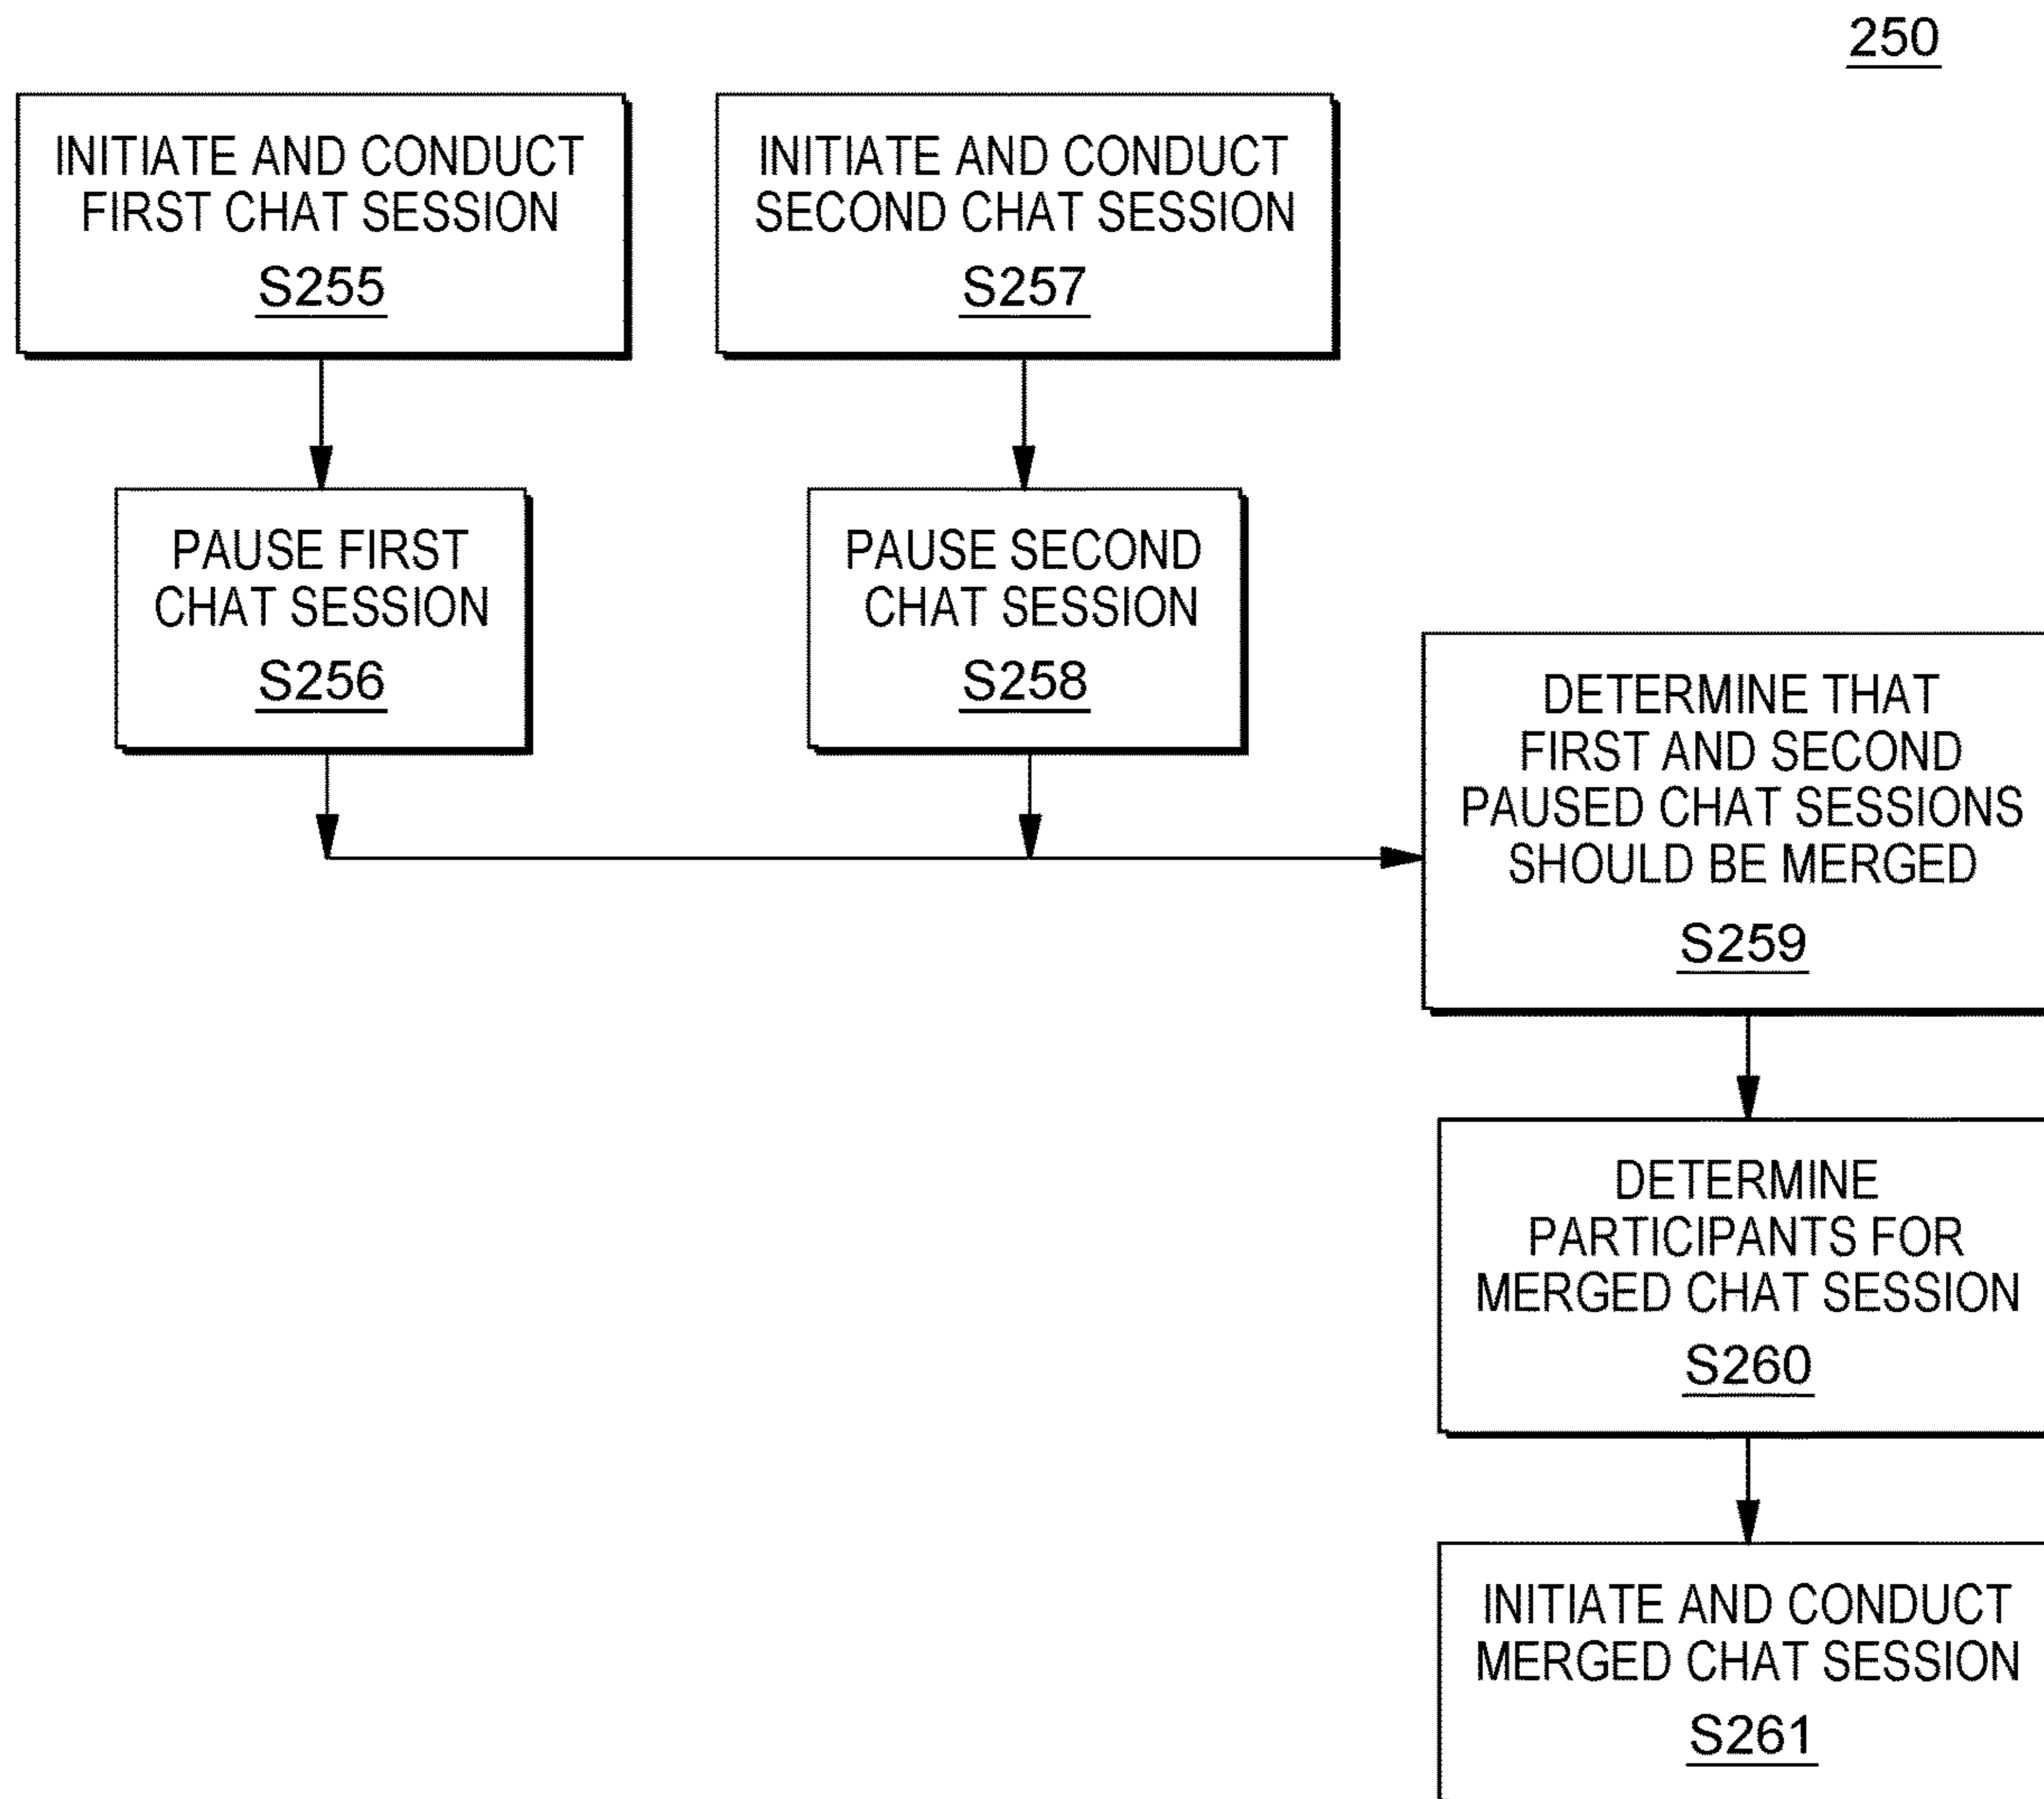 250
INITIATE AND CONDUCT
FIRST CHAT SESSION
S255
INITIATE AND CONDUCT
SECOND CHAT SESSION
S257
PAUSE FIRST
CHAT SESSION
S256
PAUSE SECOND
CHAT SESSION
S258
DETERMINE THAT
FIRST AND SECOND
PAUSED CHAT SESSIONS
SHOULD BE MERGED
S259
DETERMINE
PARTICIPANTS FOR
MERGED CHAT SESSION
S260
INITIATE AND CONDUCT
MERGED CHAT SESSION
S261